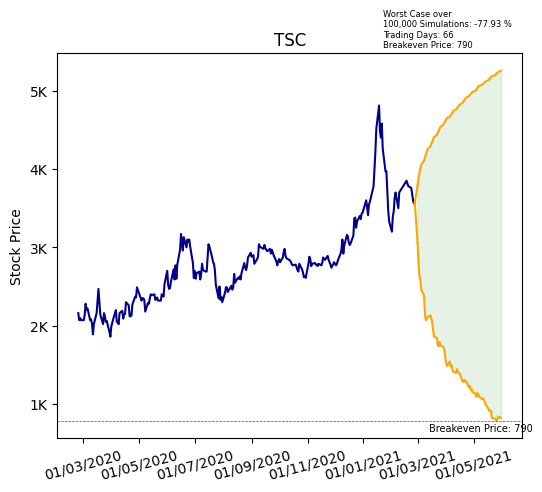 Worst Case over
100,000 Simulations: -77.93 %
Trading Days: 66
Breakeven Price: 790
TSC
Stock Price
5K
4K
3K
2K
1K
Breakeven Price: 790
01/03/2020
01/05/2020
01/07/2020
01/09/2020
01/11/2020
01/01/2021
01/03/2021
01/05/2021